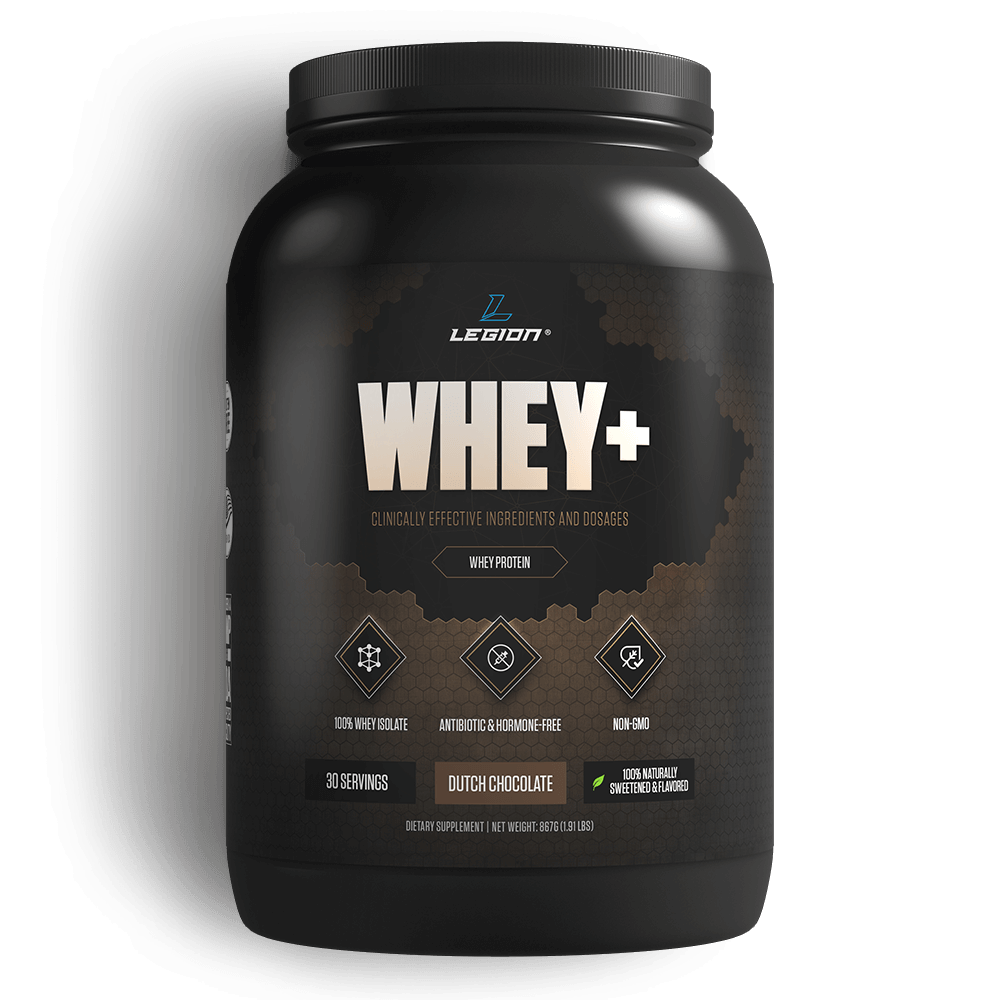 LEGION®
WHEY+
CLINICALLY EFFECTIVE INGREDIENTS AND DOSAGES
WHEY PROTEIN
100% WHEY ISOLATE
ANTIBIOTIC & HORMONE-FREE
NON-GMO
30 SERVINGS
DUTCH CHOCOLATE
100% NATURALLY
SWEETENED & FLAVORED
DIETARY SUPPLEMENT | NET WEIGHT: 867G (1.91 LBS)